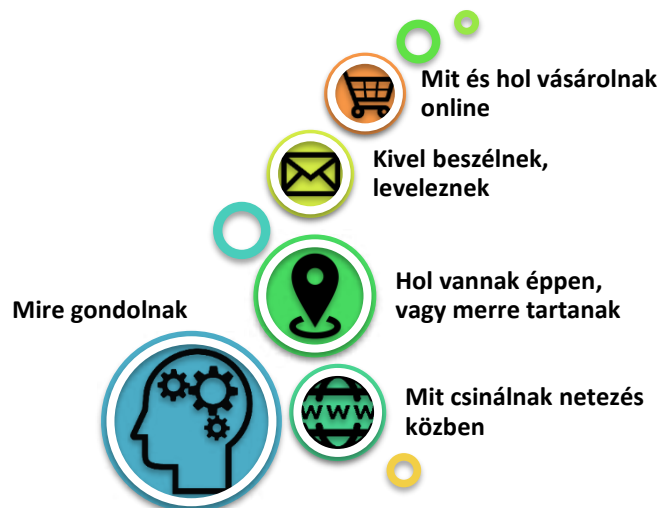 Mit és hol vásárolnak
online
Kivel beszélnek,
leveleznek
Hol vannak éppen,
vagy merre tartanak
Mire gondolnak
Mit csinálnak netezés
közben
www